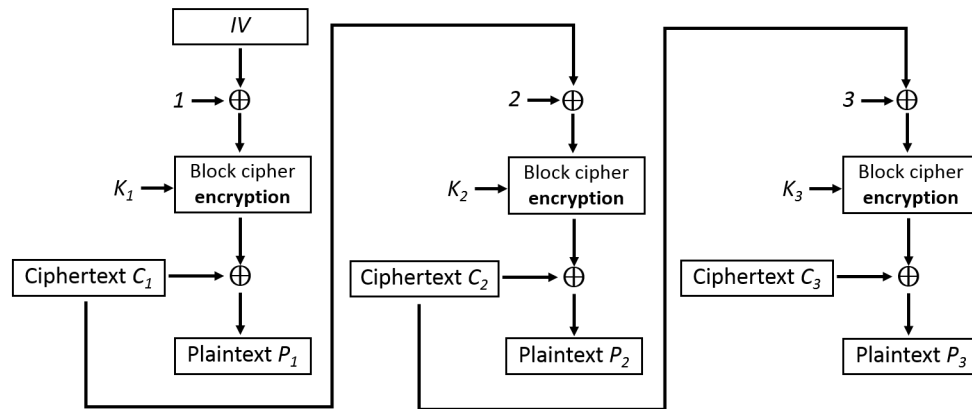 IV
1
2
3
Block cipher
encryption
Block cipher
encryption
Block cipher
encryption
K₁
K₂
K₃
Ciphertext C₁
Ciphertext C₂
Ciphertext C₃
Plaintext P₁
Plaintext P₂
Plaintext P₃